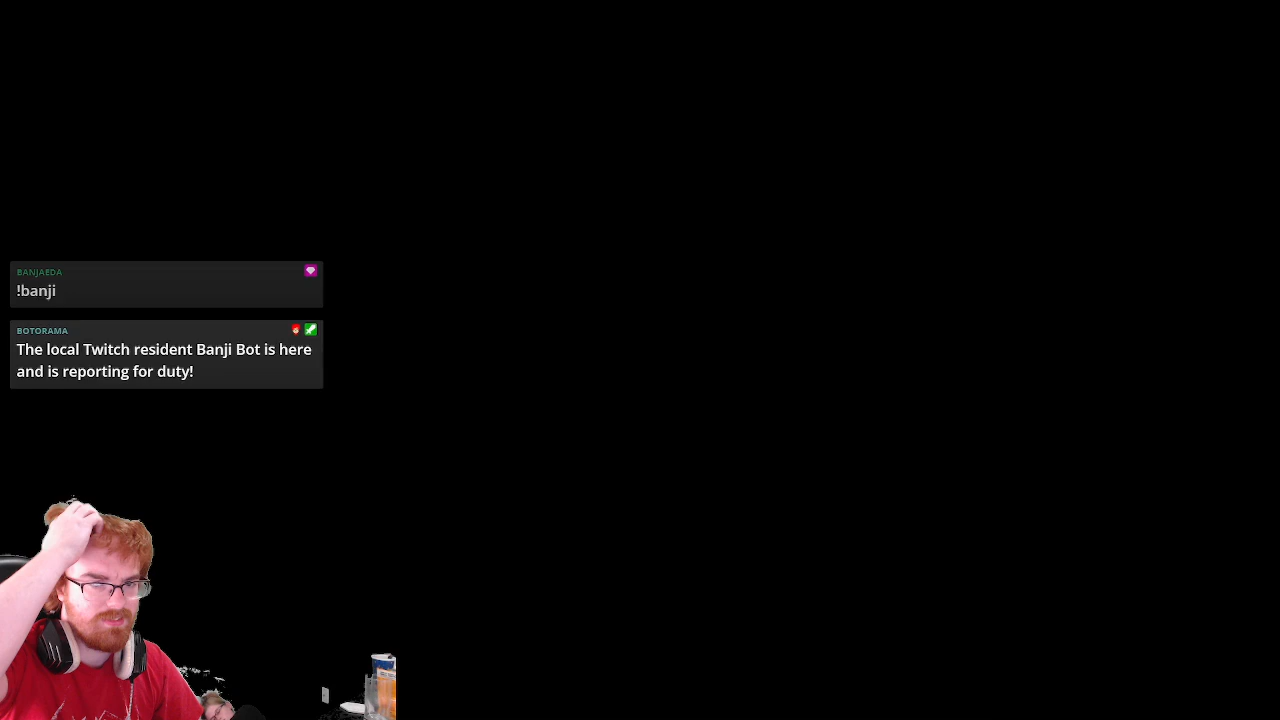 BANJAEDA
!banji
BOTORAMA
The local Twitch resident Banji Bot is here
and is reporting for duty!